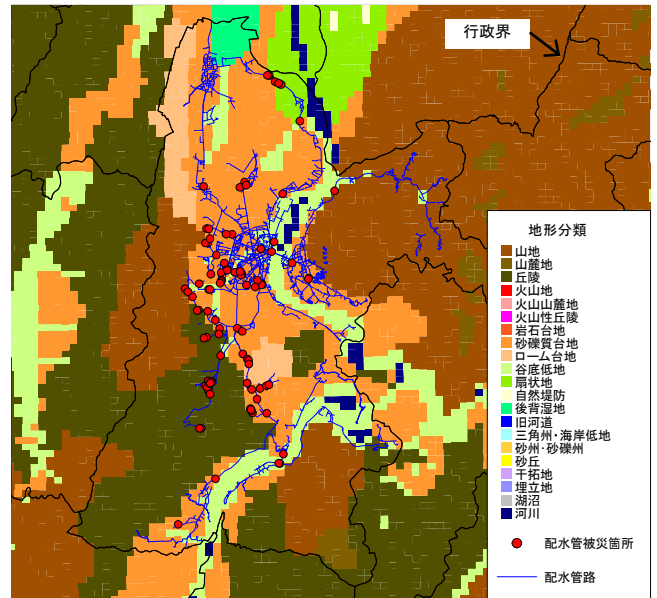 行政界
地形分類
山地
山麓地
丘陵
火山地
火山山麓地
火山性丘陵
岩石台地
砂礫質台地
ローム台地
谷底低地
扇状地
自然堤防
後背湿地
旧河道
三角州・海岸低地
砂州・砂礫州
砂丘
干拓地
埋立地
湖沼
河川
配水管被災箇所
配水管路